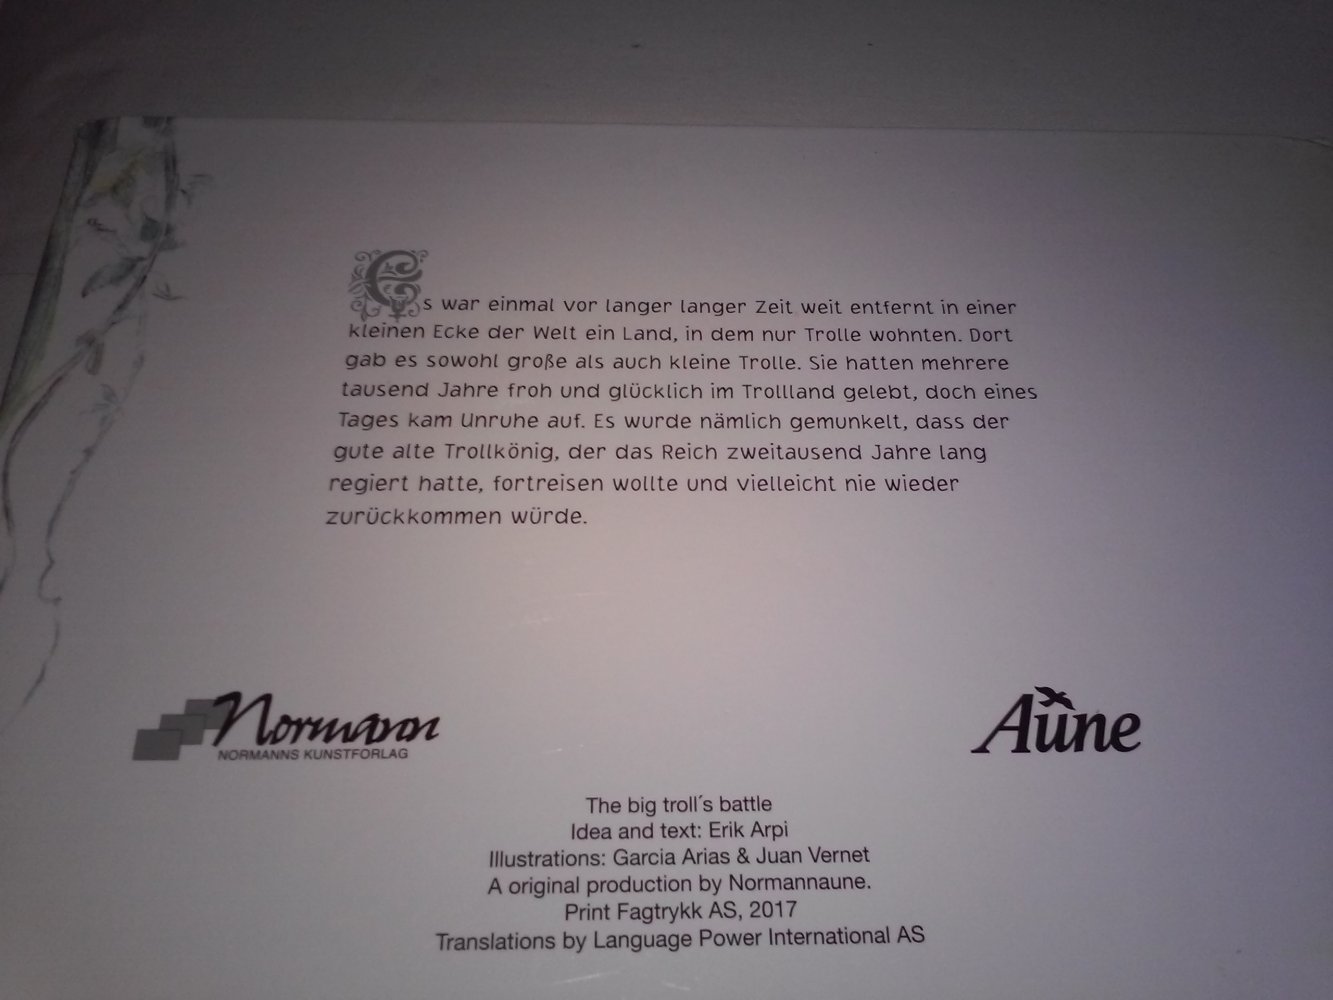 Es war einmal vor langer langer Zeit weit entfernt in einer
kleinen Ecke der Welt ein Land, in dem nur Trolle wohnten. Dort
gab es sowohl große als auch kleine Trolle. Sie hatten mehrere
tausend Jahre froh und glücklich im Trollland gelebt, doch eines
Tages kam Unruhe auf. Es wurde nämlich gemunkelt, dass der
gute alte Trollkönig, der das Reich zweitausend Jahre lang
regiert hatte, fortreisen wollte und vielleicht nie wieder
zurückkommen würde.
Normann
NORMANNS KUNSTFORLAG
Aune
The big troll´s battle
Idea and text: Erik Arpi
Illustrations: Garcia Arias & Juan Vernet
A original production by Normannaune.
Print Fagtrykk AS, 2017
Translations by Language Power International AS